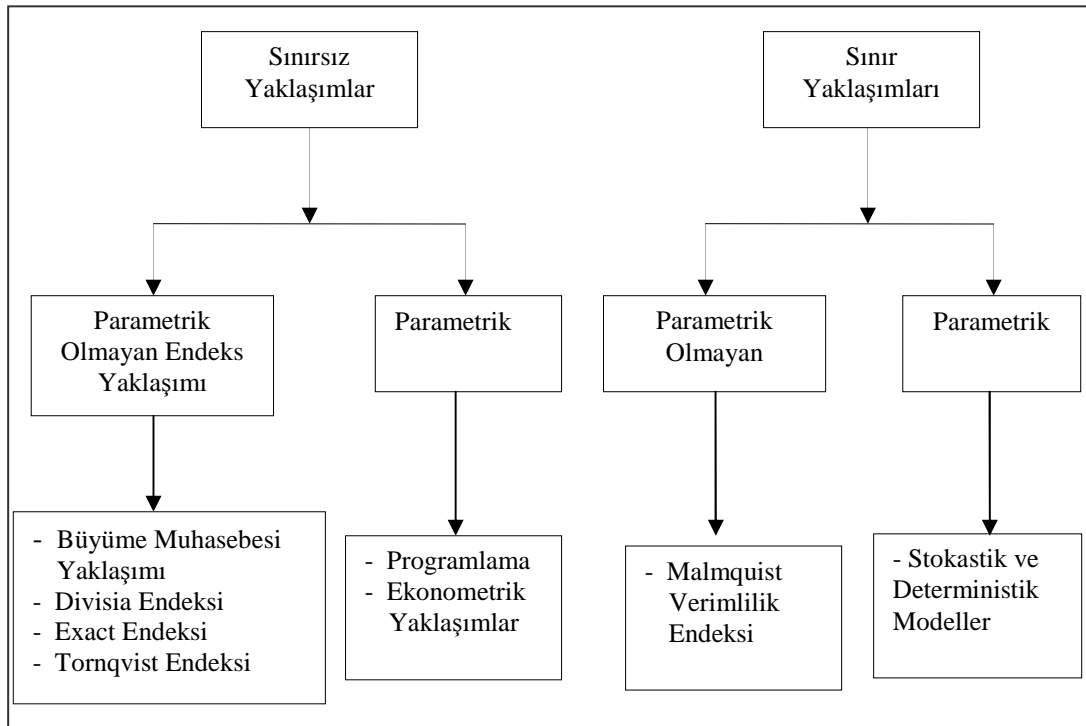 Sınırsız
Yaklaşımlar
Sınır
Yaklaşımları
Parametrik
Olmayan Endeks
Yaklaşımı
Parametrik
Parametrik
Olmayan
Parametrik
- Büyüme Muhasebesi
Yaklaşımı
- Divisia Endeksi
- Exact Endeksi
- Tornqvist Endeksi
- Programlama
- Ekonometrik
Yaklaşımlar
- Malmquist
Verimlilik
Endeksi
- Stokastik ve
Deterministik
Modeller